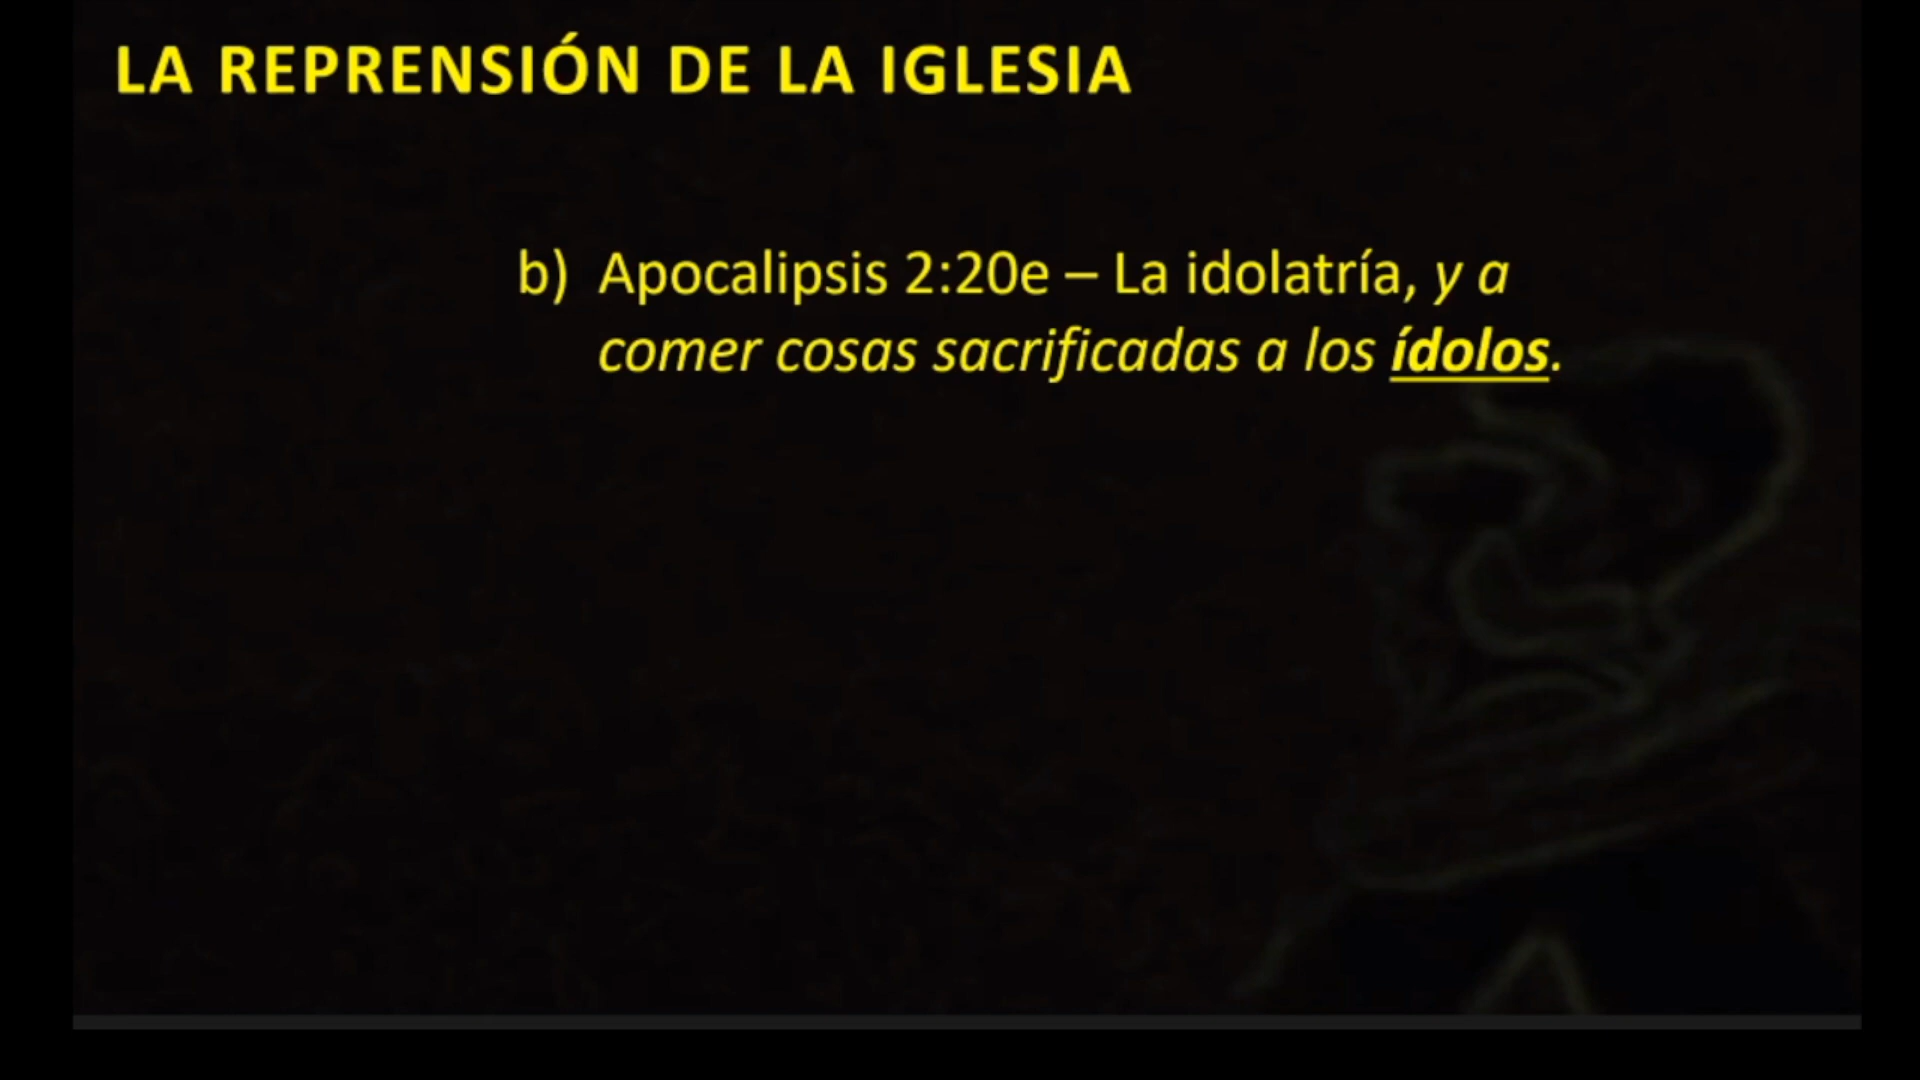 LA REPRENSIÓN DE LA IGLESIA
b) Apocalipsis 2:20e – La idolatría, y a
comer cosas sacrificadas a los ídolos.